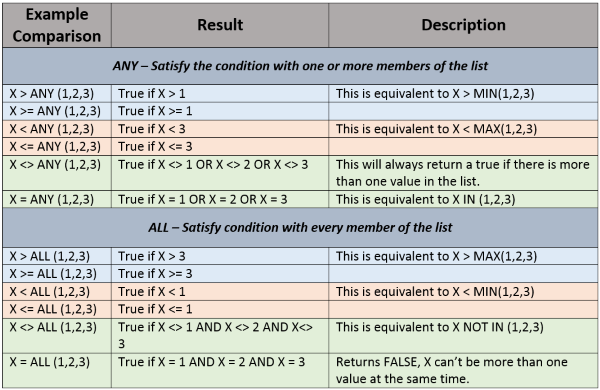 Example Comparison Result Description
ANY – Satisfy the condition with one or more members of the list
X > ANY (1,2,3) True if X > 1 This is equivalent to X > MIN(1,2,3)
X >= ANY (1,2,3) True if X >= 1
X < ANY (1,2,3) True if X < 3 This is equivalent to X < MAX(1,2,3)
X <= ANY (1,2,3) True if X <= 3
X <> ANY (1,2,3) True if X <> 1 OR X <> 2 OR X <> 3 This will always return a true if there is more
than one value in the list.
X = ANY (1,2,3) True if X = 1 OR X = 2 OR X = 3 This is equivalent to X IN (1,2,3)
ALL – Satisfy condition with every member of the list
X > ALL (1,2,3) True if X > 3 This is equivalent to X > MAX(1,2,3)
X >= ALL (1,2,3) True if X >= 3
X < ALL (1,2,3) True if X < 1 This is equivalent to X < MIN(1,2,3)
X <= ALL (1,2,3) True if X <= 1
X <> ALL (1,2,3) True if X <> 1 AND X <> 2 AND X<> This is equivalent to X NOT IN (1,2,3)
3
X = ALL (1,2,3) True if X = 1 AND X = 2 AND X = 3 Returns FALSE, X can't be more than one
value at the same time.